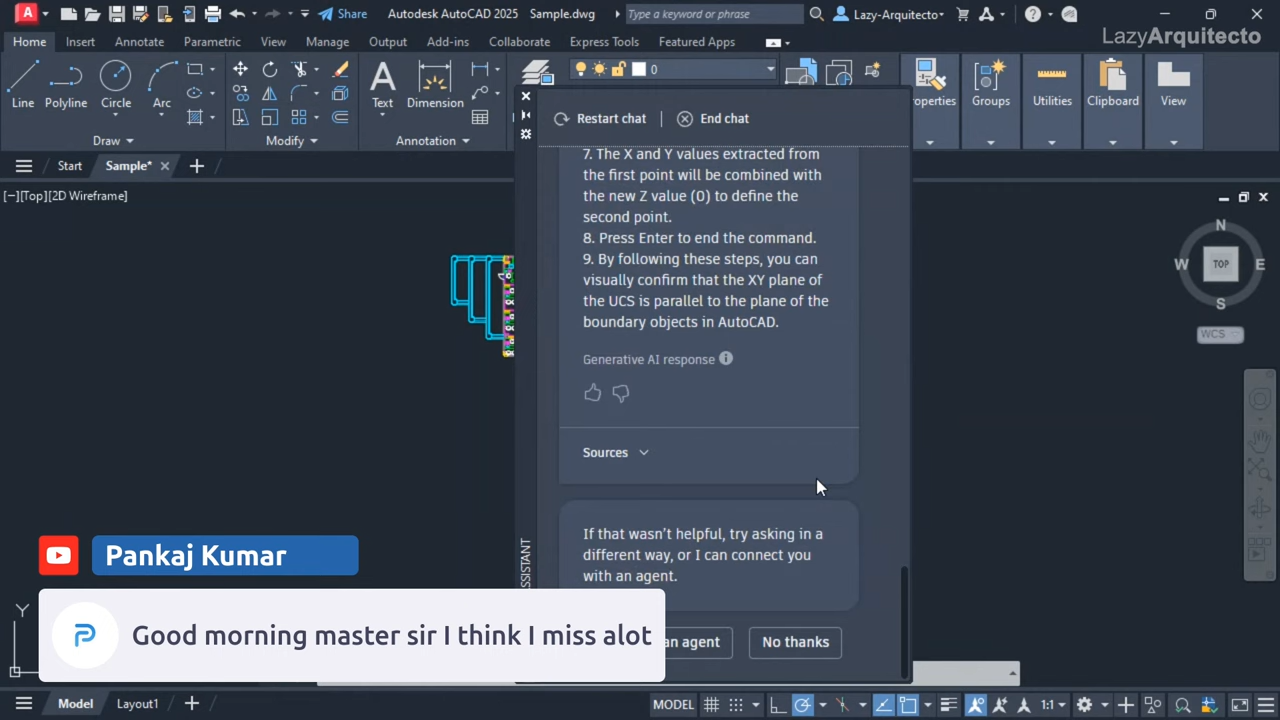 Share
Autodesk AutoCAD 2025 Sample.dwg
Type a keyword or phrase
Lazy-Arquitecto
LazyArquitecto
Home Insert Annotate Parametric View Manage Output Add-ins Collaborate Express Tools Featured Apps
0
Line Polyline Circle Arc Text Dimension
Properties Groups Utilities Clipboard View
Draw Modify Annotation
Start Sample*
Restart chat | End chat
[−][Top][2D Wireframe]
7. The X and Y values extracted from
the first point will be combined with
the new Z value (0) to define the
second point.
8. Press Enter to end the command.
9. By following these steps, you can
visually confirm that the XY plane of
the UCS is parallel to the plane of the
boundary objects in AutoCAD.
Generative AI response
Sources
If that wasn't helpful, try asking in a
different way, or I can connect you
with an agent.
an agent No thanks
SSISTANT
N
W TOP E
S
WCS
Pankaj Kumar
Good morning master sir I think I miss alot
Y
Model Layout1
MODEL 1:1